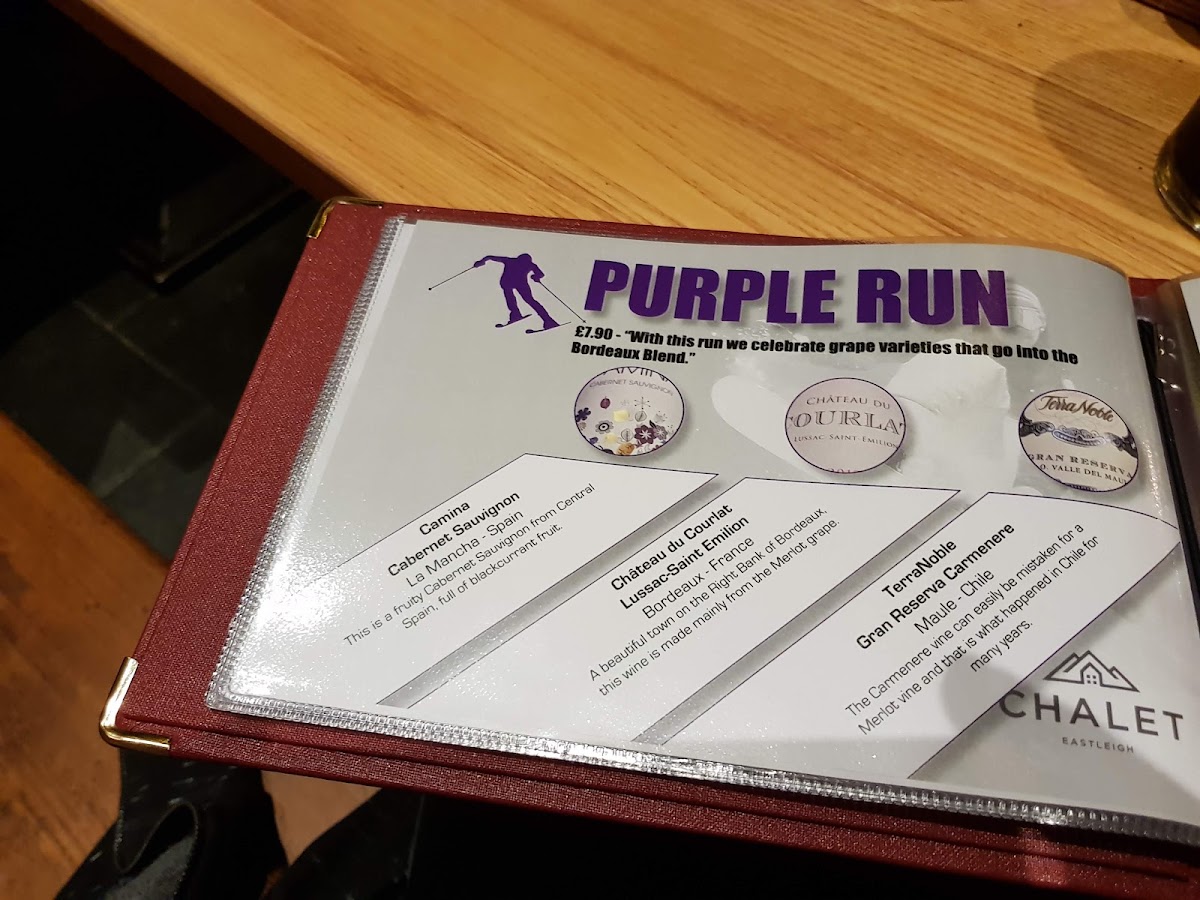 PURPLE RUN
£7.90 - "With this run we celebrate grape varieties that go into the
Bordeaux Blend."
CABERNET SAUVIGNON
CHÂTEAU DU
OURLA
LUSSAC-SAINT-ÉMILION
TerraNoble
GRAN RESERVA
D.O. VALLE DEL MAU
Camina
Cabernet Sauvignon
La Mancha - Spain
This is a fruity Cabernet Sauvignon from Central
Spain, full of blackcurrant fruit.
Château du Courlat
Lussac-Saint Emilion
Bordeaux - France
A beautiful town on the Right Bank of Bordeaux,
this wine is made mainly from the Merlot grape.
TerraNoble
Gran Reserva Carmenere
Maule - Chile
The Carmenere vine can easily be mistaken for a
Merlot vine and that is what happened in Chile for
many years.
CHALET
EASTLEIGH